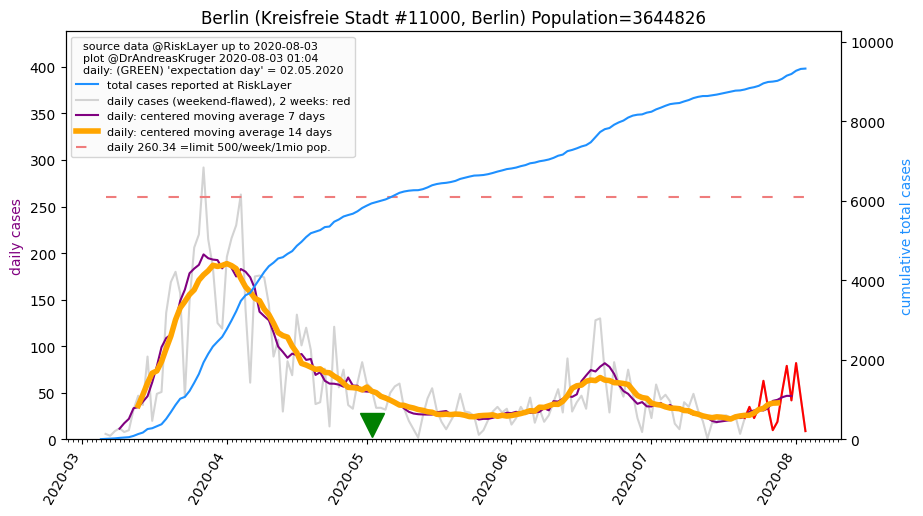 Berlin (Kreisfreie Stadt #11000, Berlin) Population=3644826
source data @RiskLayer up to 2020-08-03
plot @DrAndreasKruger 2020-08-03 01:04
daily: (GREEN) 'expectation day' = 02.05.2020
total cases reported at RiskLayer
daily cases (weekend-flawed), 2 weeks: red
daily: centered moving average 7 days
daily: centered moving average 14 days
daily 260.34 =limit 500/week/1mio pop.
daily cases
400
350
300
250
200
150
100
50
0
cumulative total cases
10000
8000
6000
4000
2000
0
2020-03
2020-04
2020-05
2020-06
2020-07
2020-08